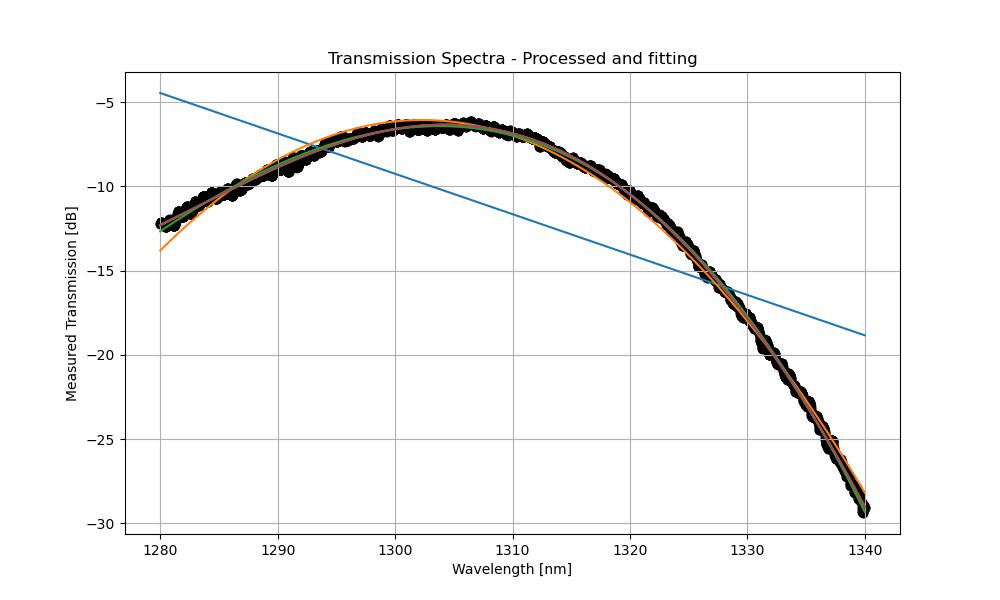 Transmission Spectra - Processed and fitting
−5
−10
−15
−20
−25
−30
Measured Transmission [dB]
1280 1290 1300 1310 1320 1330 1340
Wavelength [nm]